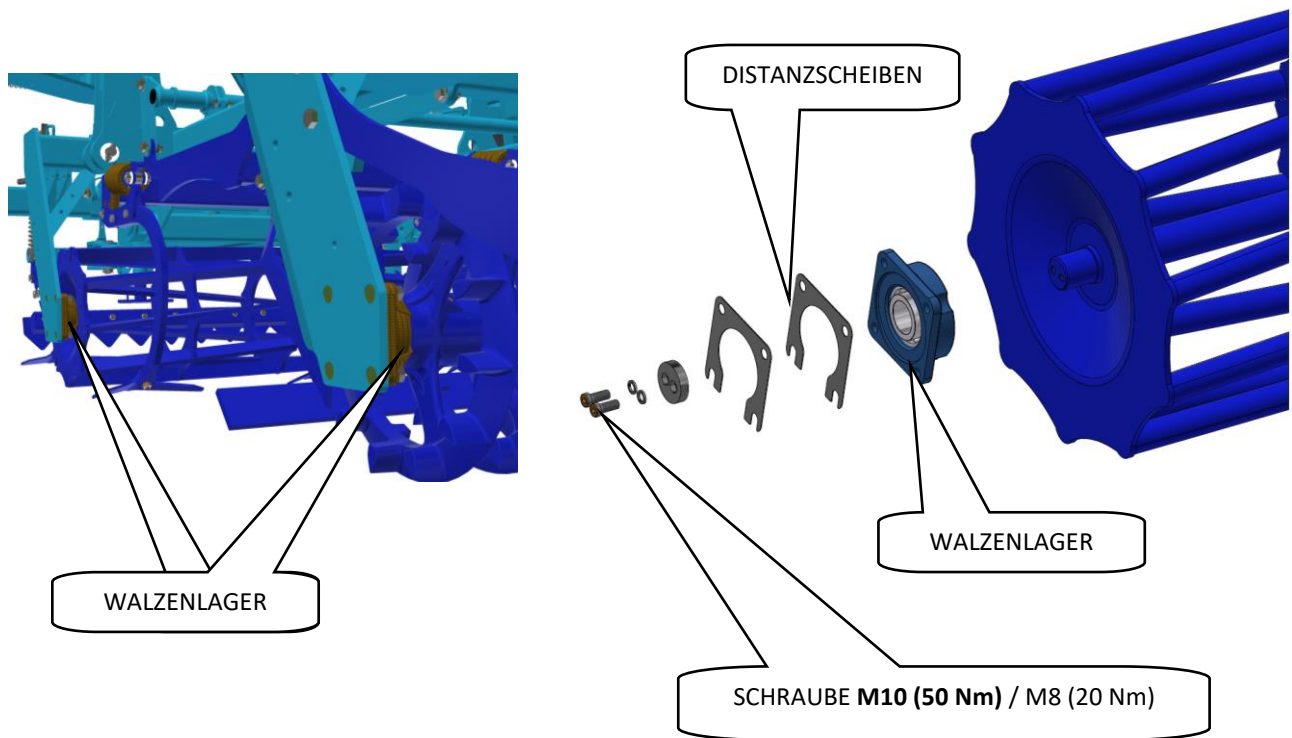 DISTANZSCHEIBEN
WALZENLAGER
WALZENLAGER
SCHRAUBE M10 (50 Nm) / M8 (20 Nm)